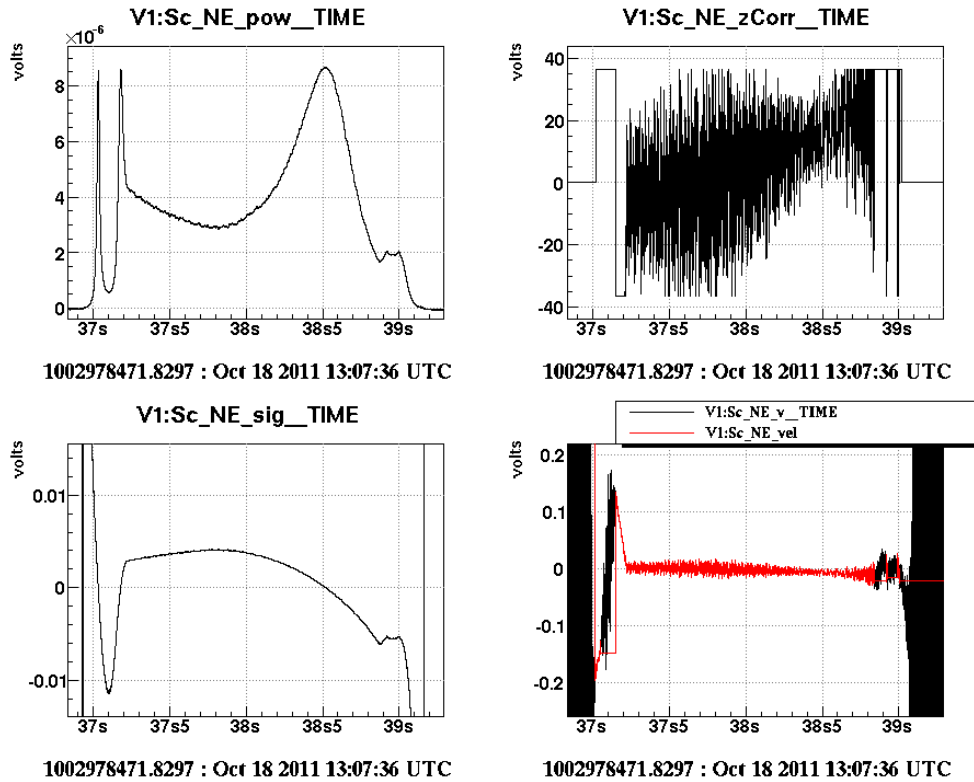 V1:Sc_NE_pow__TIME
×10⁻⁶
volts
8
6
4
2
0
37s 37s5 38s 38s5 39s
1002978471.8297 : Oct 18 2011 13:07:36 UTC
V1:Sc_NE_zCorr__TIME
volts
40
20
0
-20
-40
37s 37s5 38s 38s5 39s
1002978471.8297 : Oct 18 2011 13:07:36 UTC
V1:Sc_NE_sig__TIME
volts
0.01
0
-0.01
37s 37s5 38s 38s5 39s
1002978471.8297 : Oct 18 2011 13:07:36 UTC
V1:Sc_NE_v__TIME
V1:Sc_NE_vel
volts
0.2
0.1
0
-0.1
-0.2
37s 37s5 38s 38s5 39s
1002978471.8297 : Oct 18 2011 13:07:36 UTC